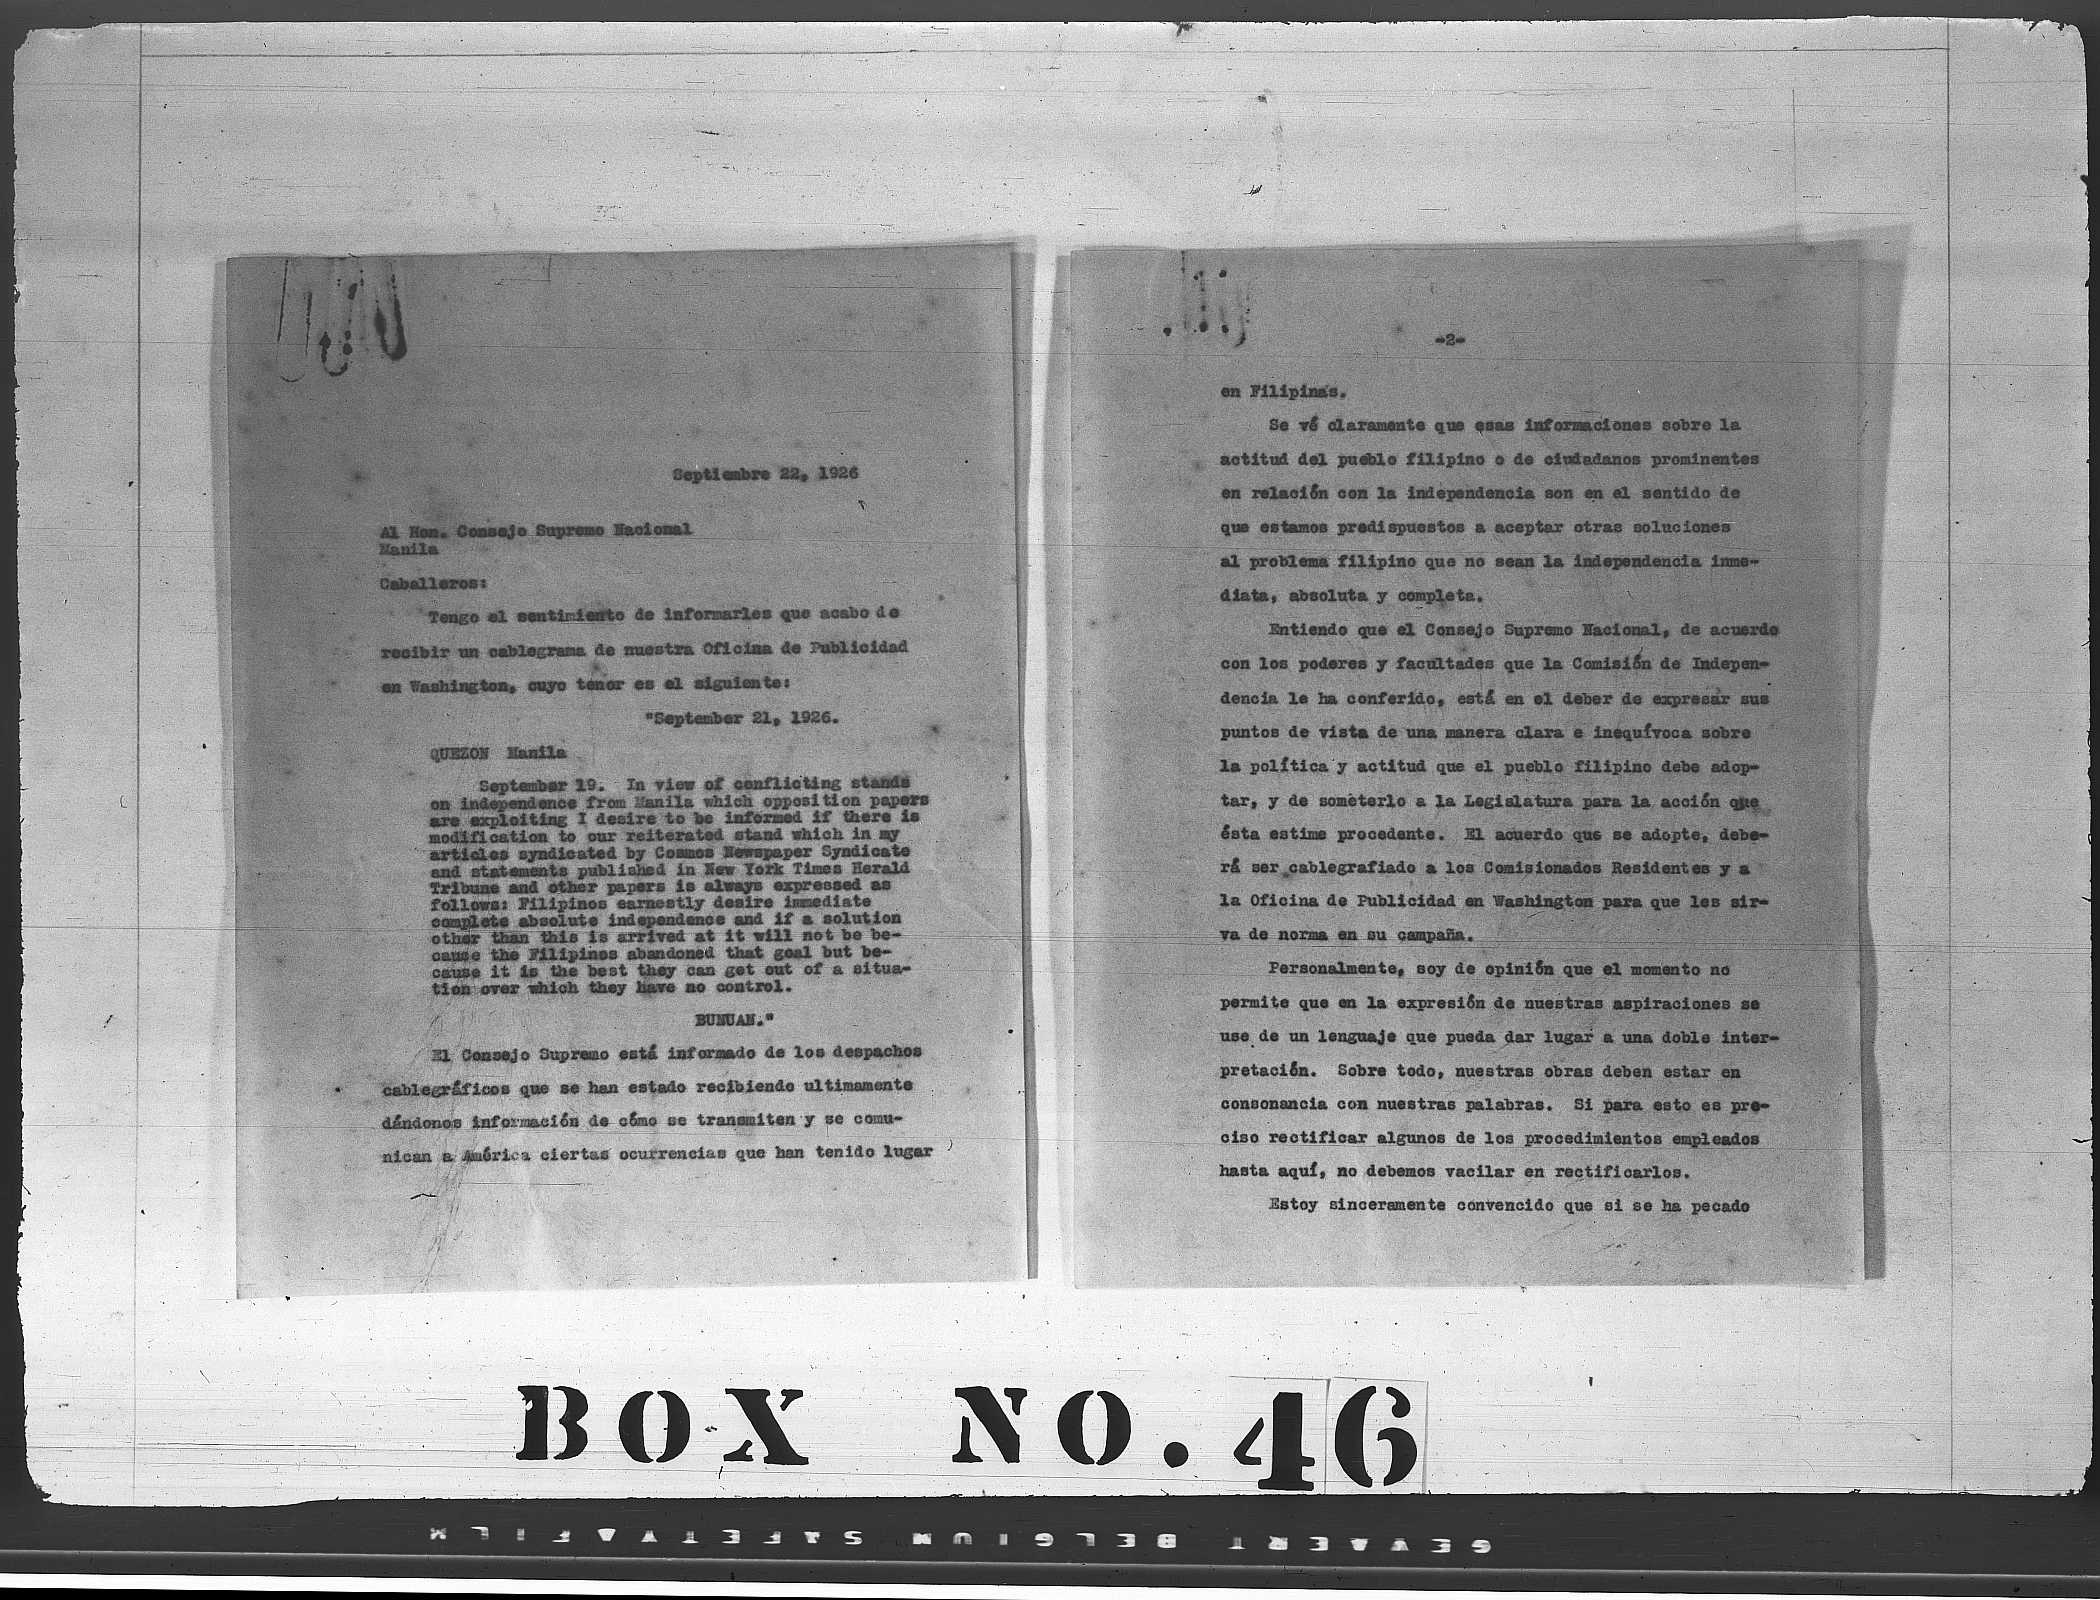 Septiembre 22, 1926
Al Hon. Consejo Supremo Nacional
Manila
Caballeros:
Tengo el sentimiento de informarles que acabo de
recibir un cablegrama de nuestra Oficina de Publicidad
en Washington, cuyo tenor es el siguiente:
"September 21, 1926.
QUEZON Manila
September 19. In view of conflicting stands
on independence from Manila which opposition papers
are exploiting I desire to be informed if there is
modification to our reiterated stand which in my
articles syndicated by Cosmos Newspaper Syndicate
and statements published in New York Times Herald
Tribune and other papers is always expressed as
follows: Filipinos earnestly desire immediate
complete absolute independence and if a solution
other than this is arrived at it will not be be-
cause the Filipinos abandoned that goal but be-
cause it is the best they can get out of a situa-
tion over which they have no control.
BUNUAN."
El Consejo Supremo está informado de los despachos
cablegráficos que se han estado recibiendo ultimamente
dándonos información de cómo se transmiten y se comu-
nican a América ciertas ocurrencias que han tenido lugar
-2-
en Filipinas.
Se vé claramente que esas informaciones sobre la
actitud del pueblo filipino o de ciudadanos prominentes
en relación con la independencia son en el sentido de
que estamos predispuestos a aceptar otras soluciones
al problema filipino que no sean la independencia inme-
diata, absoluta y completa.
Entiendo que el Consejo Supremo Nacional, de acuerdo
con los poderes y facultades que la Comisión de Indepen-
dencia le ha conferido, está en el deber de expresar sus
puntos de vista de una manera clara e inequívoca sobre
la política y actitud que el pueblo filipino debe adop-
tar, y de someterlo a la Legislatura para la acción que
ésta estime procedente. El acuerdo que se adopte, debe-
rá ser cablegrafiado a los Comisionados Residentes y a
la Oficina de Publicidad en Washington para que les sir-
va de norma en su campaña.
Personalmente, soy de opinión que el momento no
permite que en la expresión de nuestras aspiraciones se
use de un lenguaje que pueda dar lugar a una doble inter-
pretación. Sobre todo, nuestras obras deben estar en
consonancia con nuestras palabras. Si para esto es pre-
ciso rectificar algunos de los procedimientos empleados
hasta aquí, no debemos vacilar en rectificarlos.
Estoy sinceramente convencido que si se ha pecado
BOX NO. 46
GEVAERT BELGIUM SAFETY FILM